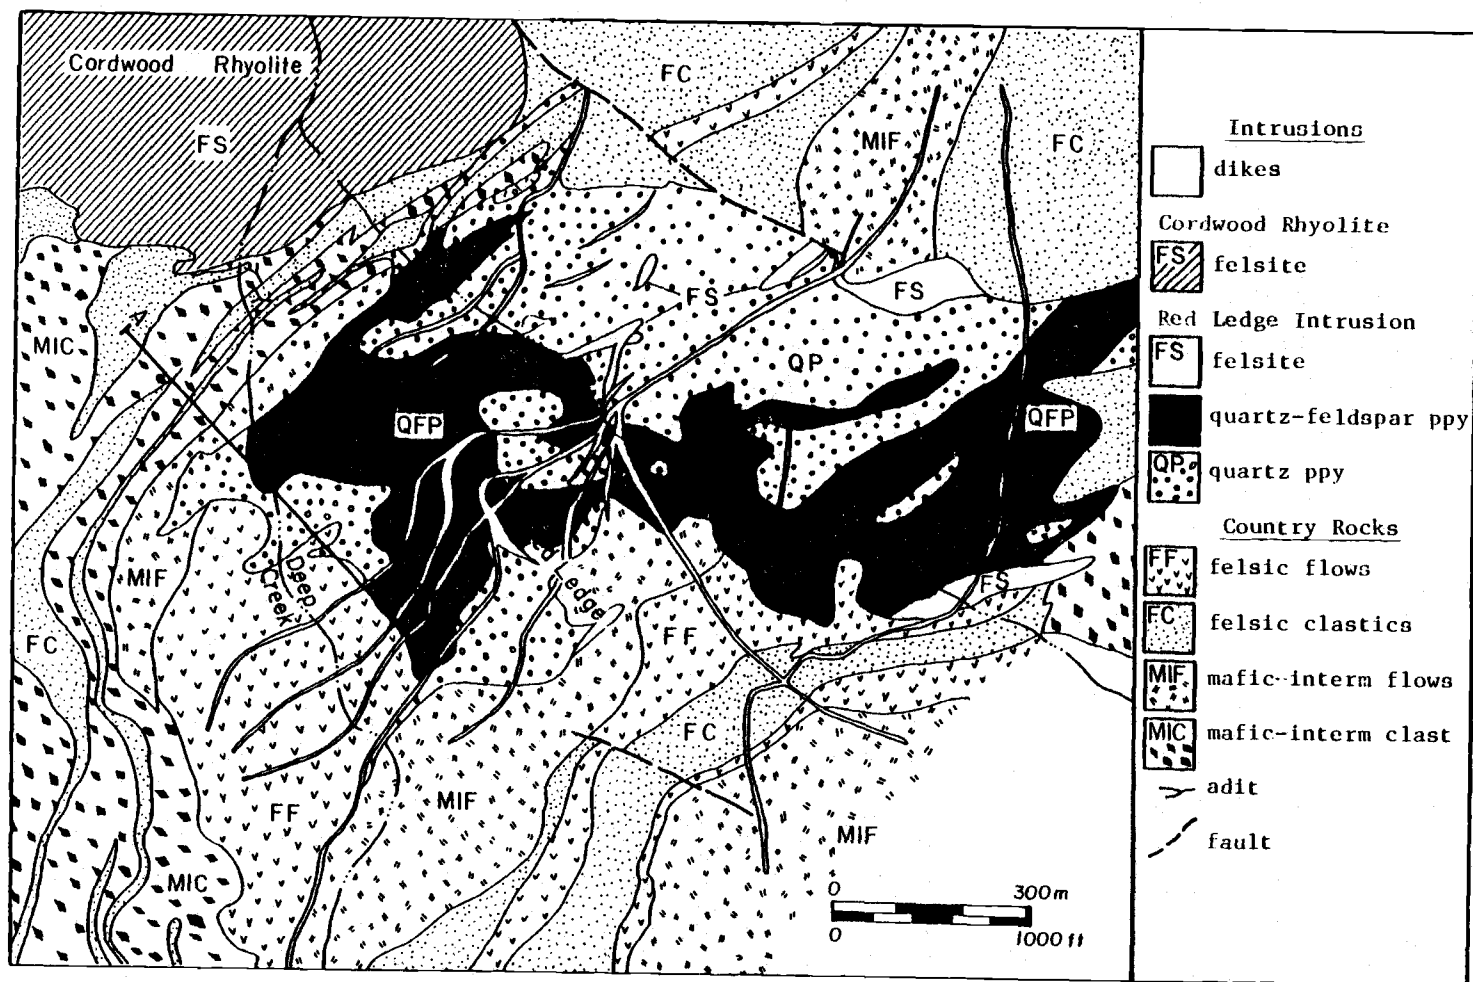 Cordwood Rhyolite
FS
FC
MIF
FC
MIC
FS
FS
QP
QFP
QFP
MIF
Deep
Creek
Ledge
FS
FF
FC
FC
MIF
FF
MIF
MIC
0 300m
0 1000 ft
Intrusions
dikes
Cordwood Rhyolite
FS felsite
Red Ledge Intrusion
FS felsite
quartz-feldspar ppy
QP quartz ppy
Country Rocks
FF felsic flows
FC felsic clastics
MIF mafic-interm flows
MIC mafic-interm clast
adit
fault